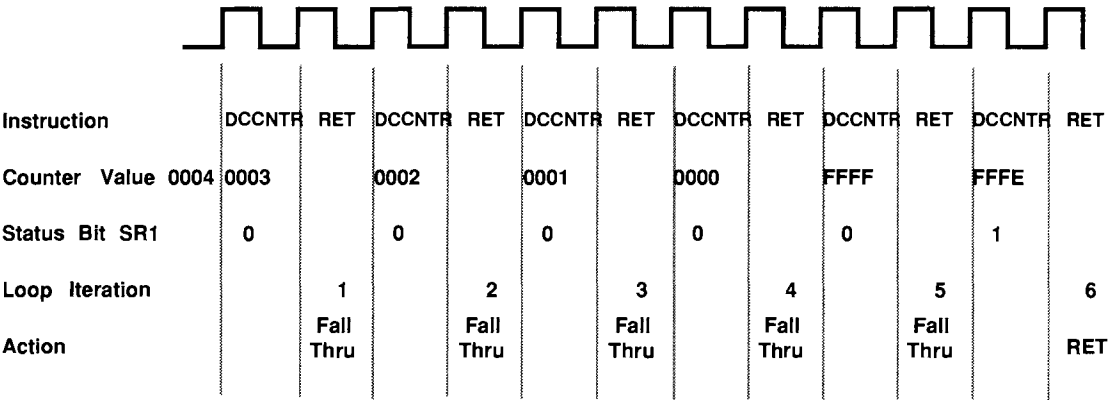 Instruction DCCNTR RET DCCNTR RET DCCNTR RET DCCNTR RET DCCNTR RET DCCNTR RET
Counter Value 0004 0003 0002 0001 0000 FFFF FFFE
Status Bit SR1 0 0 0 0 0 1
Loop Iteration 1 2 3 4 5 6
Action Fall Thru Fall Thru Fall Thru Fall Thru Fall Thru RET